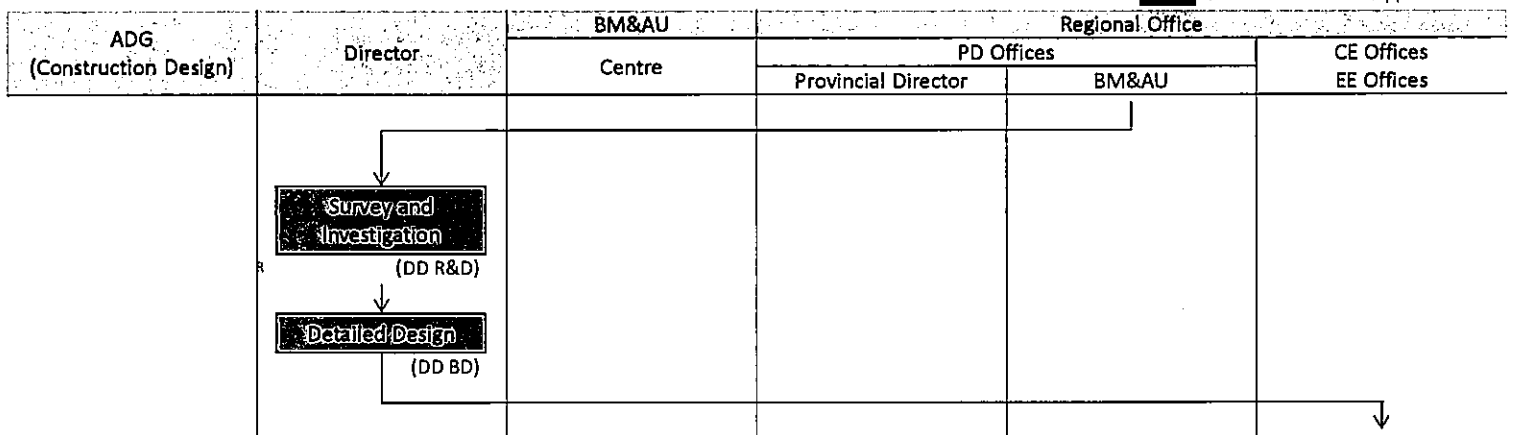 ADG
(Construction Design)
Director
BM&AU
Centre
Regional Office
PD Offices
Provincial Director
BM&AU
CE Offices
EE Offices
Survey and
Investigation
(DD R&D)
Detailed Design
(DD BD)